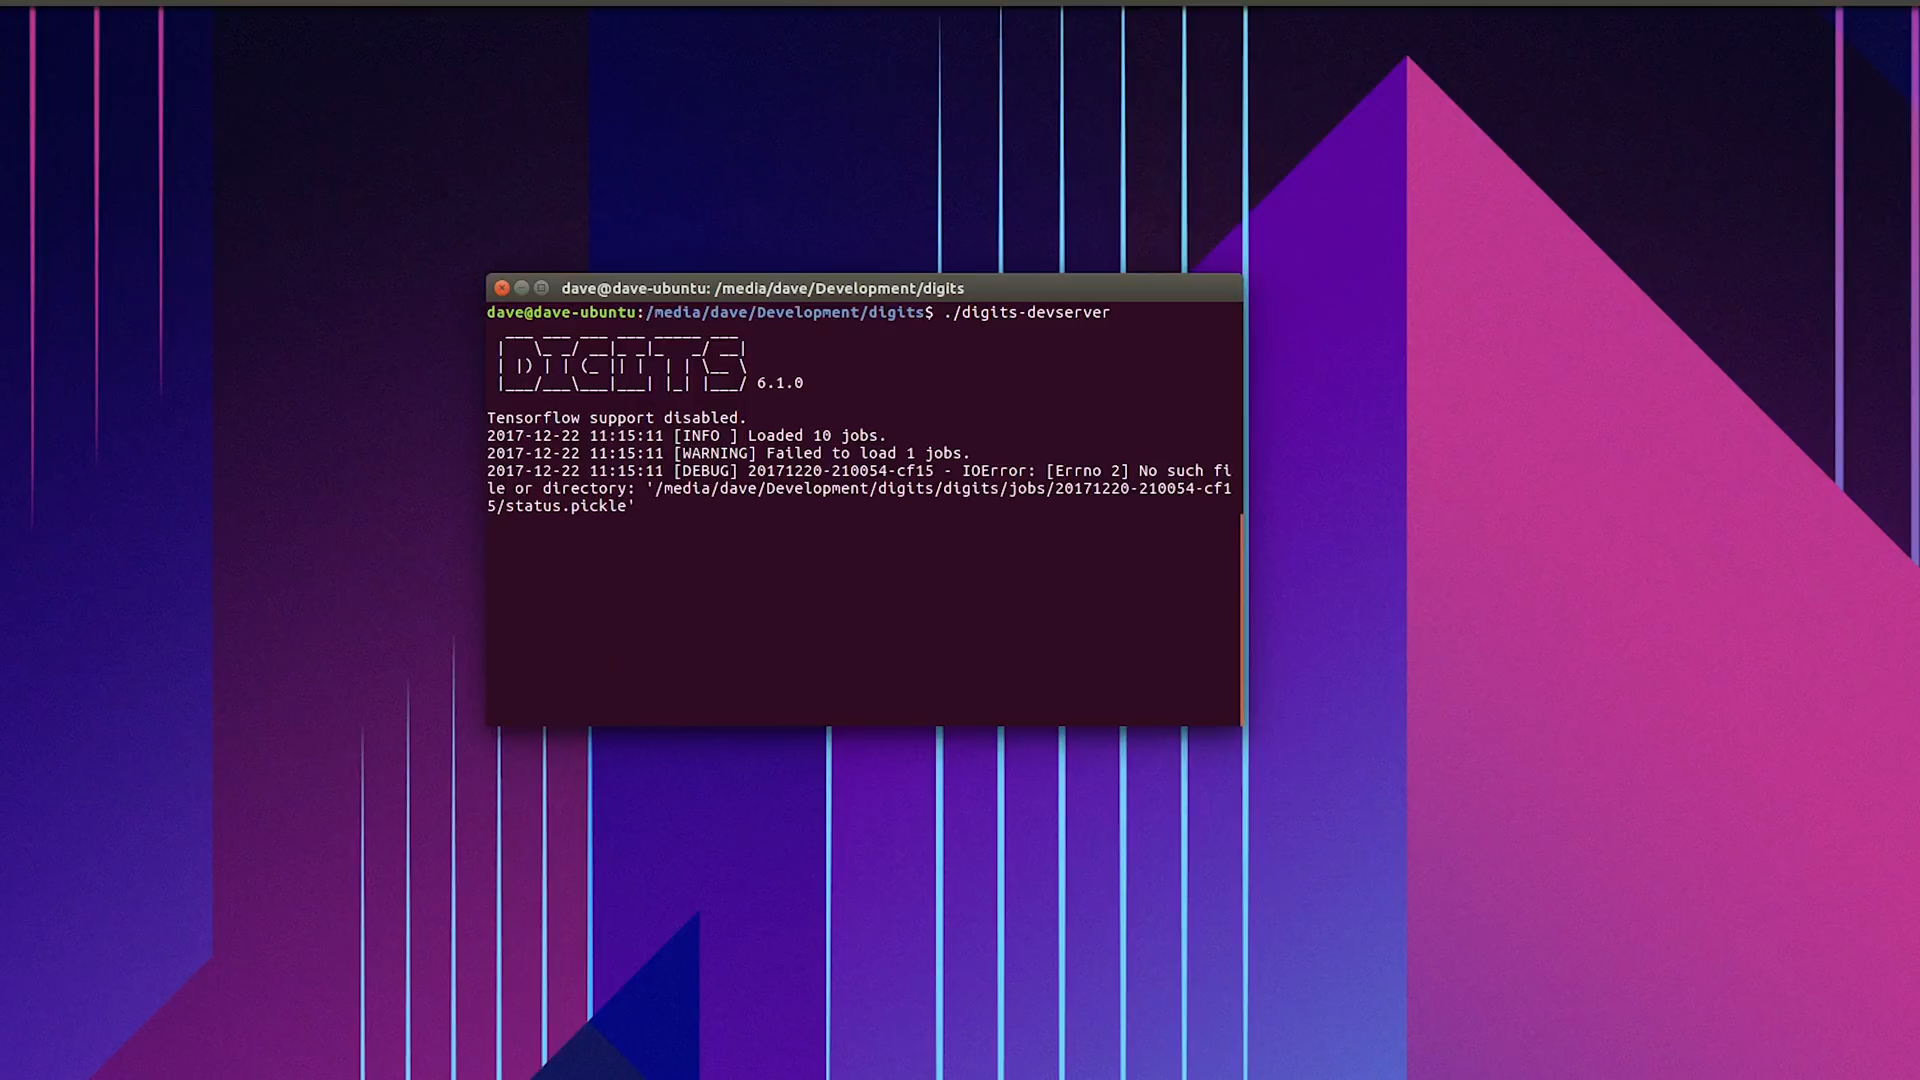 dave@dave-ubuntu: /media/dave/Development/digits
dave@dave-ubuntu:/media/dave/Development/digits$ ./digits-devserver
DIGITS 6.1.0
Tensorflow support disabled.
2017-12-22 11:15:11 [INFO ] Loaded 10 jobs.
2017-12-22 11:15:11 [WARNING] Failed to load 1 jobs.
2017-12-22 11:15:11 [DEBUG] 20171220-210054-cf15 - IOError: [Errno 2] No such fi
le or directory: '/media/dave/Development/digits/digits/jobs/20171220-210054-cf1
5/status.pickle'